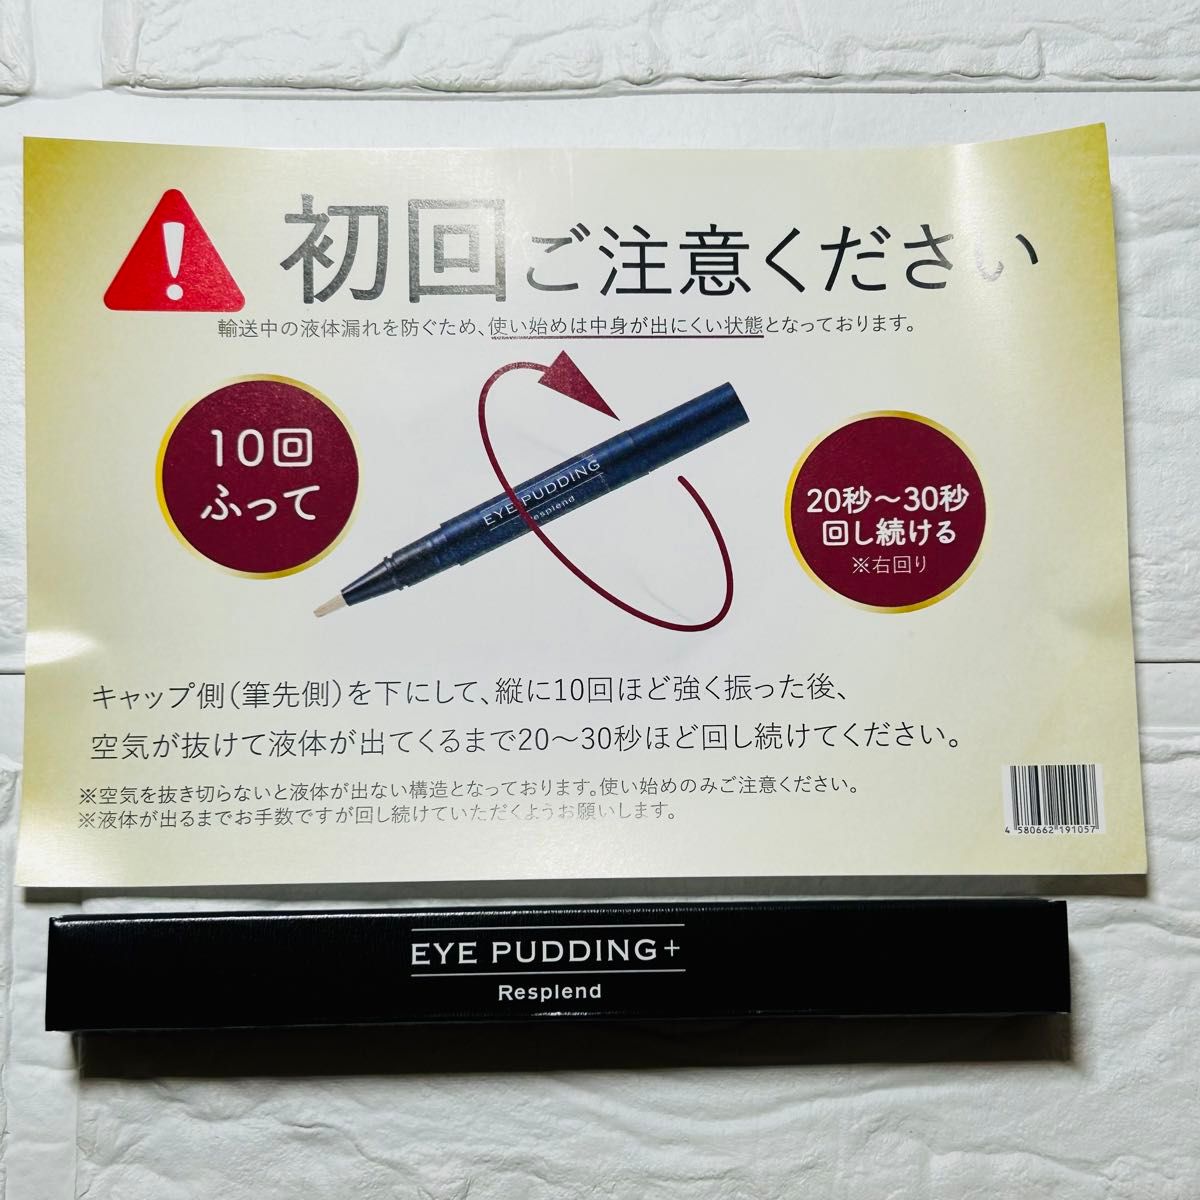 初回ご注意ください
輸送中の液体漏れを防ぐため、使い始めは中身が出にくい状態となっております。
10回
ふって
EYE PUDDING
Resplend
20秒～30秒
回し続ける
※右回り
キャップ側(筆先側)を下にして、縦に10回ほど強く振った後、
空気が抜けて液体が出てくるまで20～30秒ほど回し続けてください。
※空気を抜き切らないと液体が出ない構造となっております。使い始めのみご注意ください。
※液体が出るまでお手数ですが回し続けていただくようお願いします。
4 580662 191057
EYE PUDDING+
Resplend